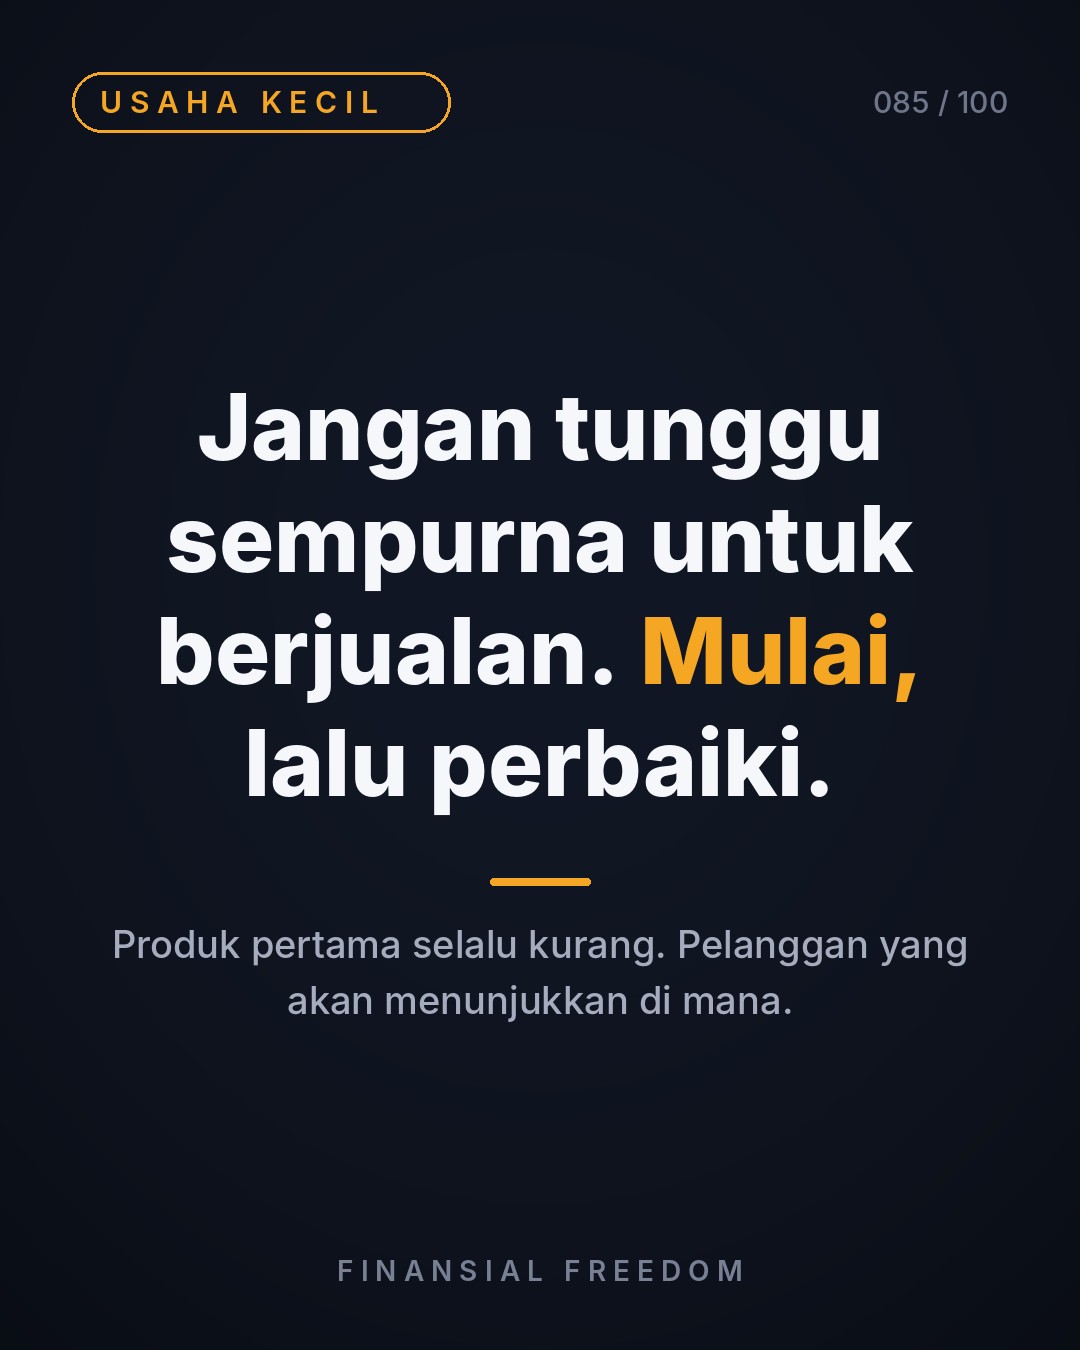 USAHA KECIL
085 / 100
Jangan tunggu
sempurna untuk
berjualan. Mulai,
lalu perbaiki.
Produk pertama selalu kurang. Pelanggan yang
akan menunjukkan di mana.
FINANSIAL FREEDOM